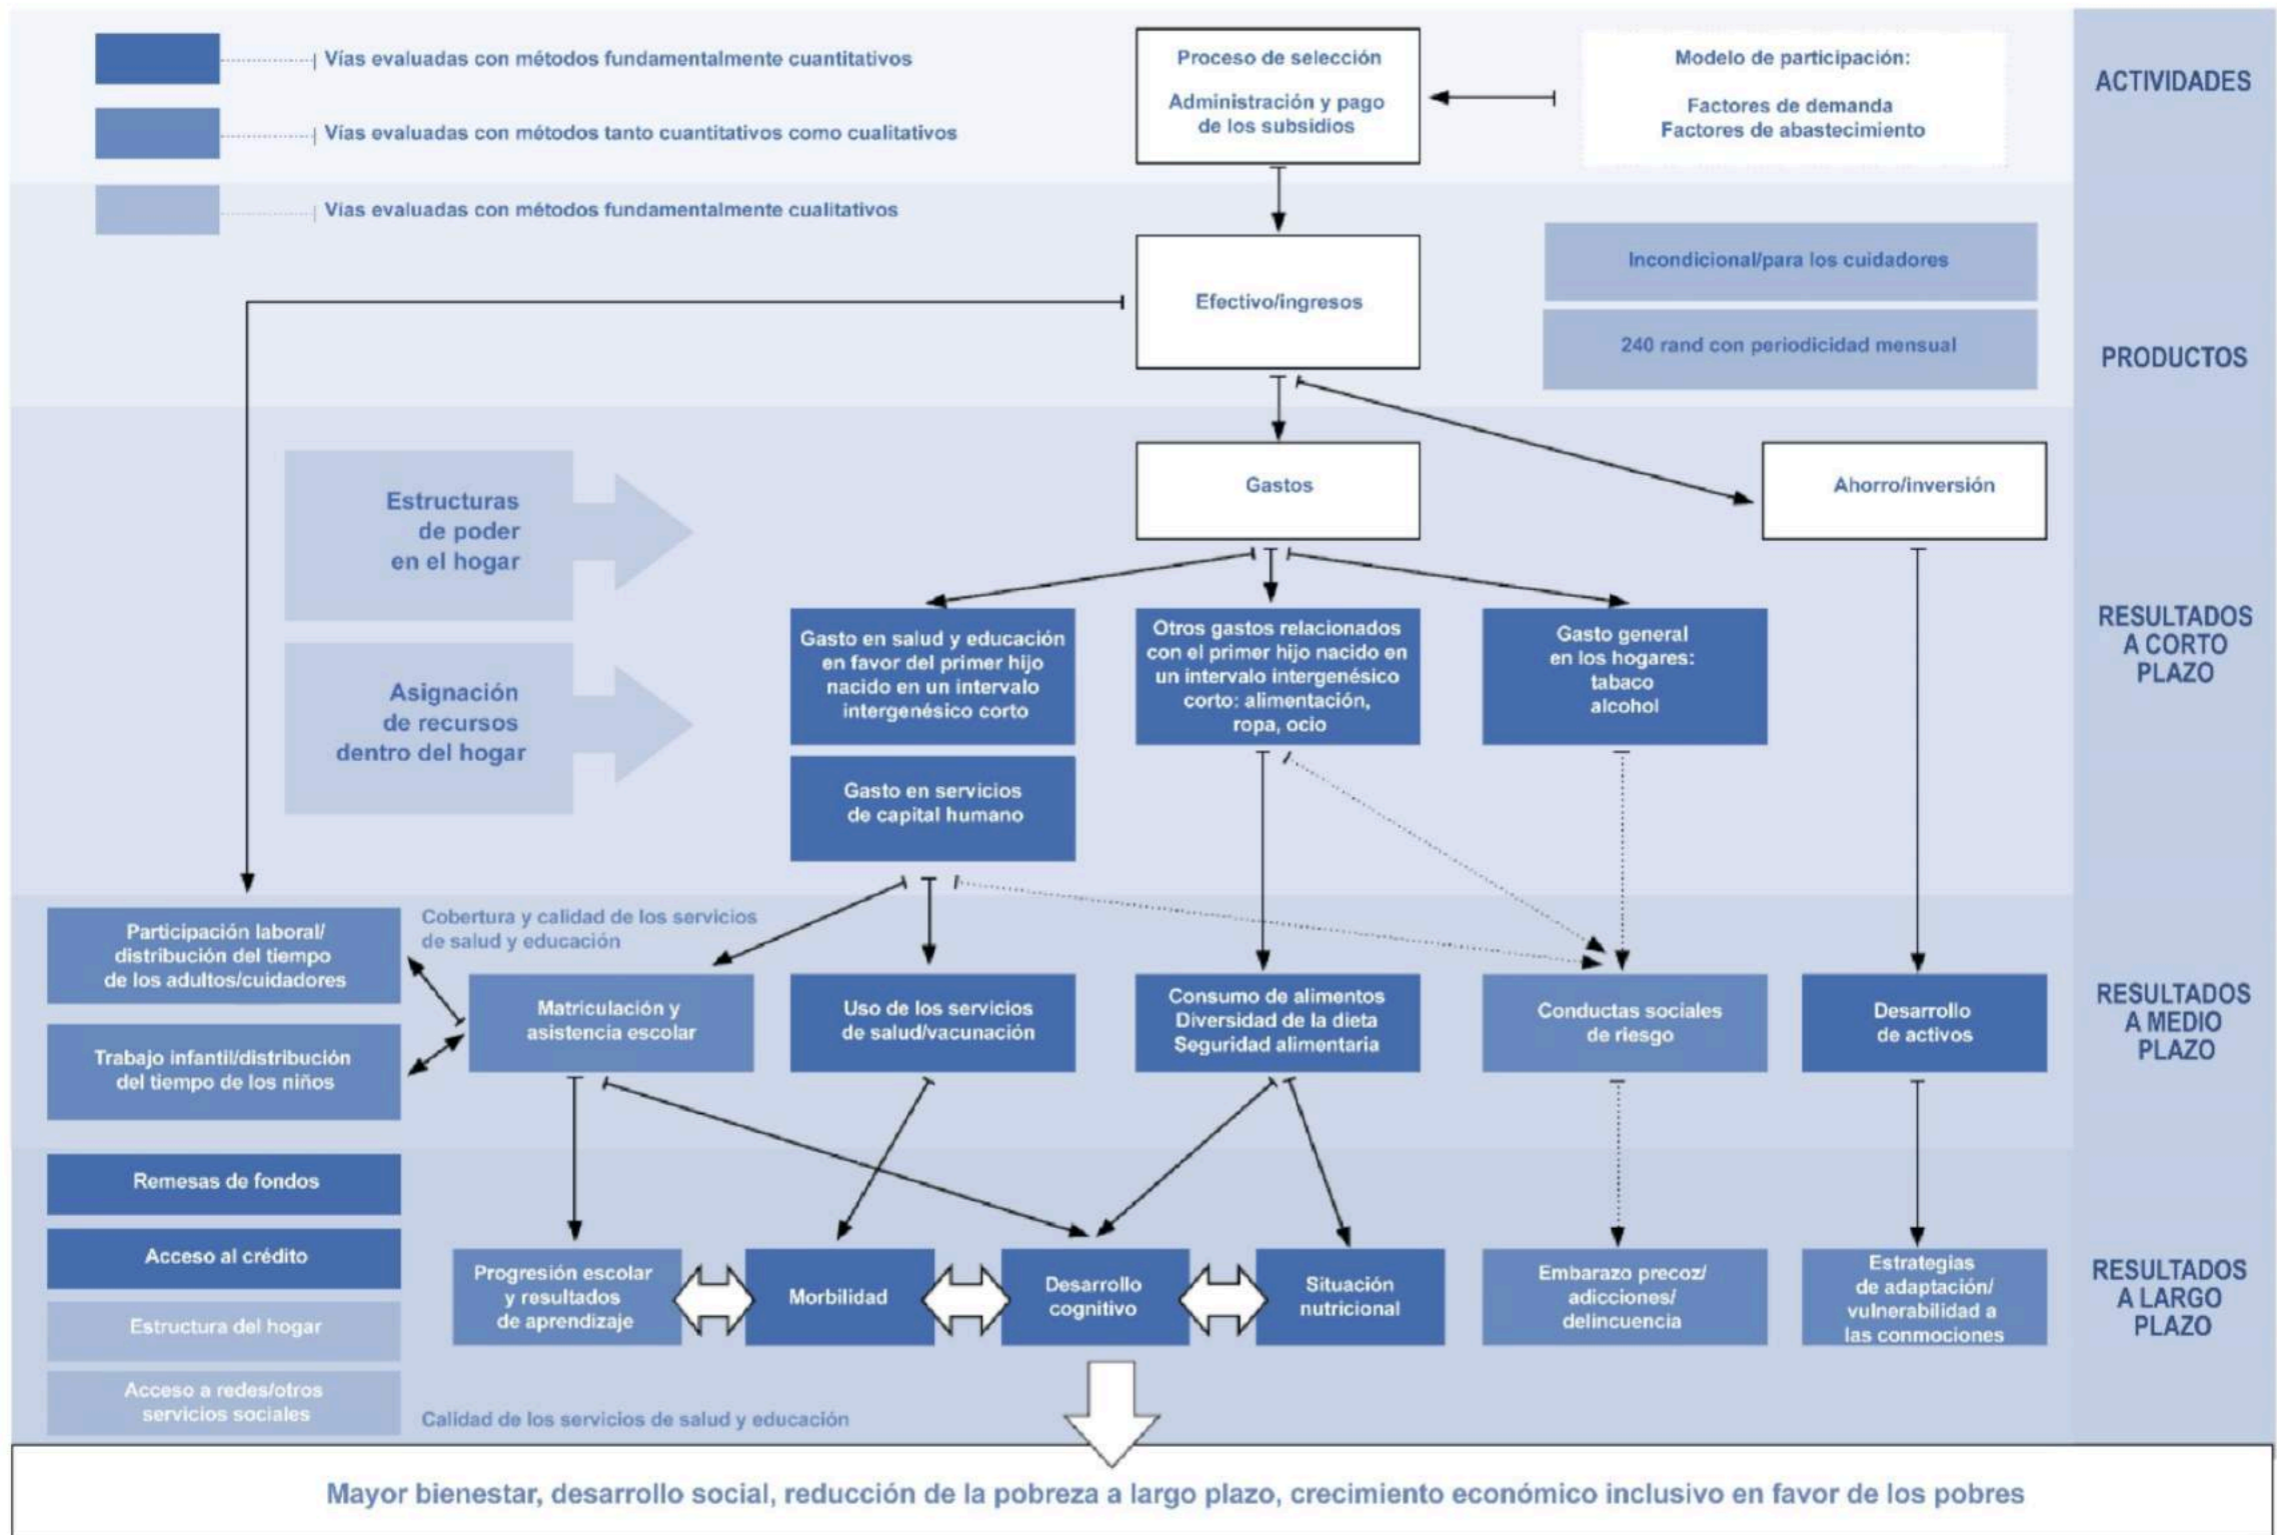 Vías evaluadas con métodos fundamentalmente cuantitativos
Vías evaluadas con métodos tanto cuantitativos como cualitativos
Vías evaluadas con métodos fundamentalmente cualitativos
Proceso de selección
Administración y pago
de los subsidios
Modelo de participación:
Factores de demanda
Factores de abastecimiento
ACTIVIDADES
Efectivo/ingresos
Incondicional/para los cuidadores
240 rand con periodicidad mensual
PRODUCTOS
Estructuras
de poder
en el hogar
Asignación
de recursos
dentro del hogar
Gastos
Ahorro/inversión
Gasto en salud y educación
en favor del primer hijo
nacido en un intervalo
intergenésico corto
Gasto en servicios
de capital humano
Otros gastos relacionados
con el primer hijo nacido en
un intervalo intergenésico
corto: alimentación,
ropa, ocio
Gasto general
en los hogares:
tabaco
alcohol
RESULTADOS
A CORTO
PLAZO
Participación laboral/
distribución del tiempo
de los adultos/cuidadores
Trabajo infantil/distribución
del tiempo de los niños
Cobertura y calidad de los servicios
de salud y educación
Matriculación y
asistencia escolar
Uso de los servicios
de salud/vacunación
Consumo de alimentos
Diversidad de la dieta
Seguridad alimentaria
Conductas sociales
de riesgo
Desarrollo
de activos
RESULTADOS
A MEDIO
PLAZO
Remesas de fondos
Acceso al crédito
Estructura del hogar
Acceso a redes/otros
servicios sociales
Progresión escolar
y resultados
de aprendizaje
Morbilidad
Desarrollo
cognitivo
Situación
nutricional
Embarazo precoz/
adicciones/
delincuencia
Estrategias
de adaptación/
vulnerabilidad a
las conmociones
RESULTADOS
A LARGO
PLAZO
Calidad de los servicios de salud y educación
Mayor bienestar, desarrollo social, reducción de la pobreza a largo plazo, crecimiento económico inclusivo en favor de los pobres